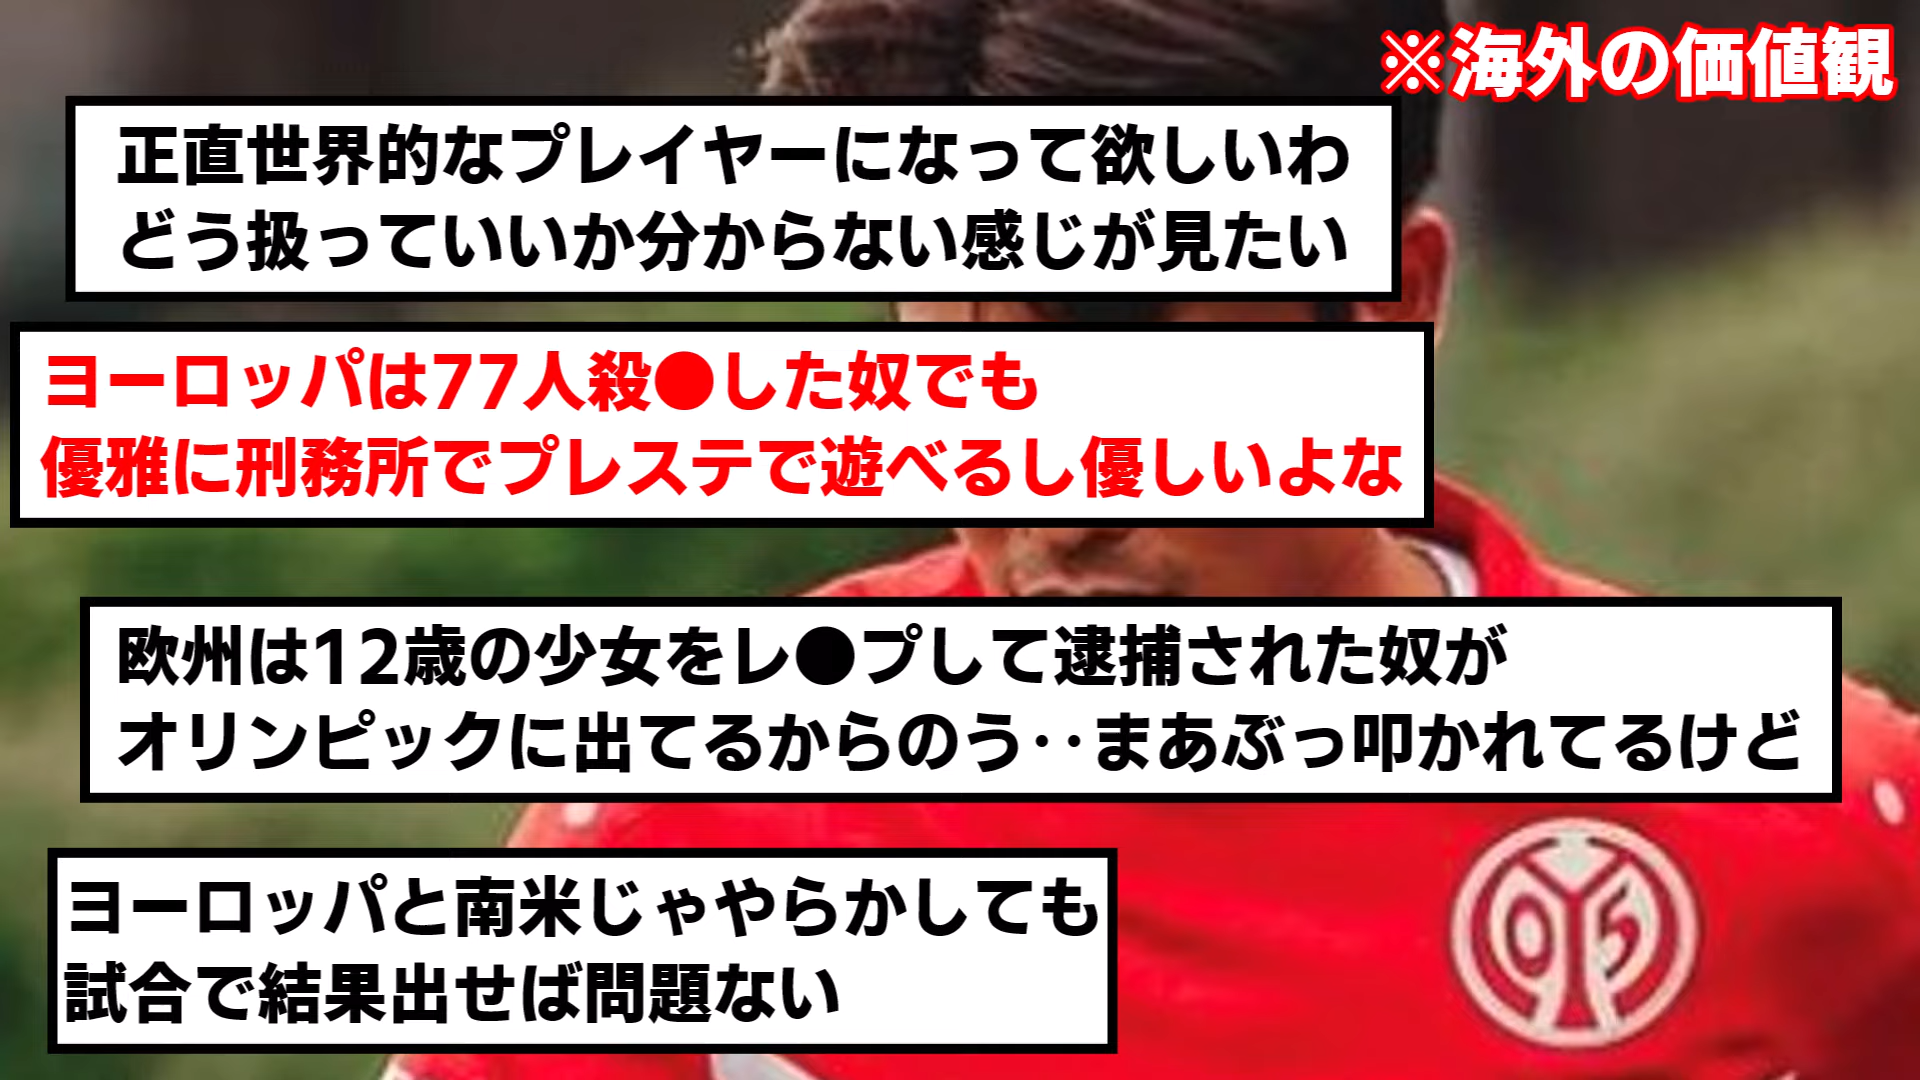 ※海外の価値観
正直世界的なプレイヤーになって欲しいわ
どう扱っていいか分からない感じが見たい
ヨーロッパは77人殺●した奴でも
優雅に刑務所でプレステで遊べるし優しいよな
欧州は12歳の少女をレ●プして逮捕された奴が
オリンピックに出てるからのう‥まあぶっ叩かれてるけど
ヨーロッパと南米じゃやらかしても
試合で結果出せば問題ない
05